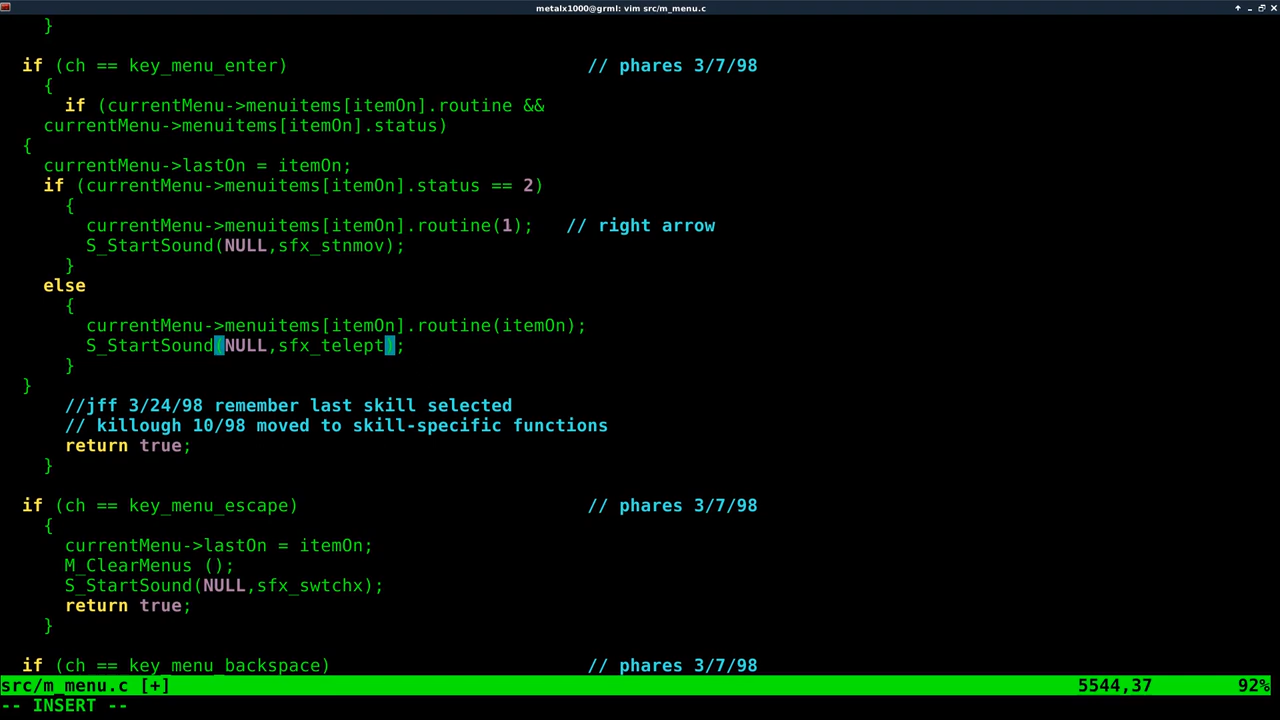 metalx1000@grml: vim src/m_menu.c
}
if (ch == key_menu_enter) // phares 3/7/98
{
if (currentMenu->menuitems[itemOn].routine &&
currentMenu->menuitems[itemOn].status)
{
currentMenu->lastOn = itemOn;
if (currentMenu->menuitems[itemOn].status == 2)
{
currentMenu->menuitems[itemOn].routine(1); // right arrow
S_StartSound(NULL,sfx_stnmov);
}
else
{
currentMenu->menuitems[itemOn].routine(itemOn);
S_StartSound(NULL,sfx_telept);
}
}
//jff 3/24/98 remember last skill selected
// killough 10/98 moved to skill-specific functions
return true;
}
if (ch == key_menu_escape) // phares 3/7/98
{
currentMenu->lastOn = itemOn;
M_ClearMenus ();
S_StartSound(NULL,sfx_swtchx);
return true;
}
if (ch == key_menu_backspace) // phares 3/7/98
src/m_menu.c [+] 5544,37 92%
-- INSERT --